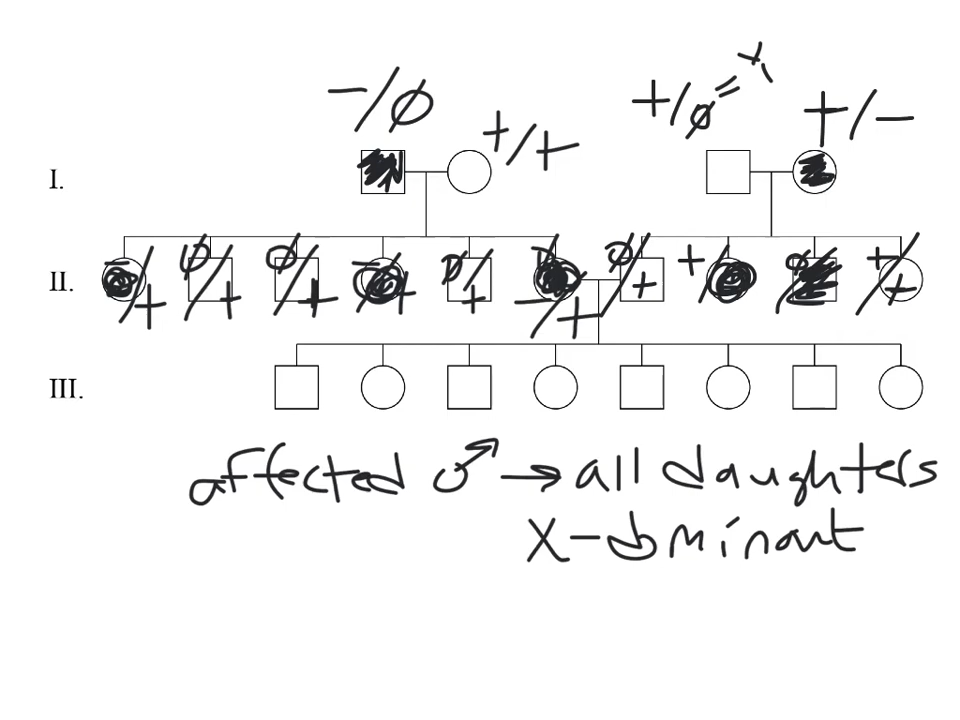 -/ø
+/ø = x,
+/-
+/+
I.
II.
-/+
ø/+
ø/+
-/+
ø/+
-/+
ø/+
+/
ø/
+/+
III.
affected ♂ → all daughters
X-dominant